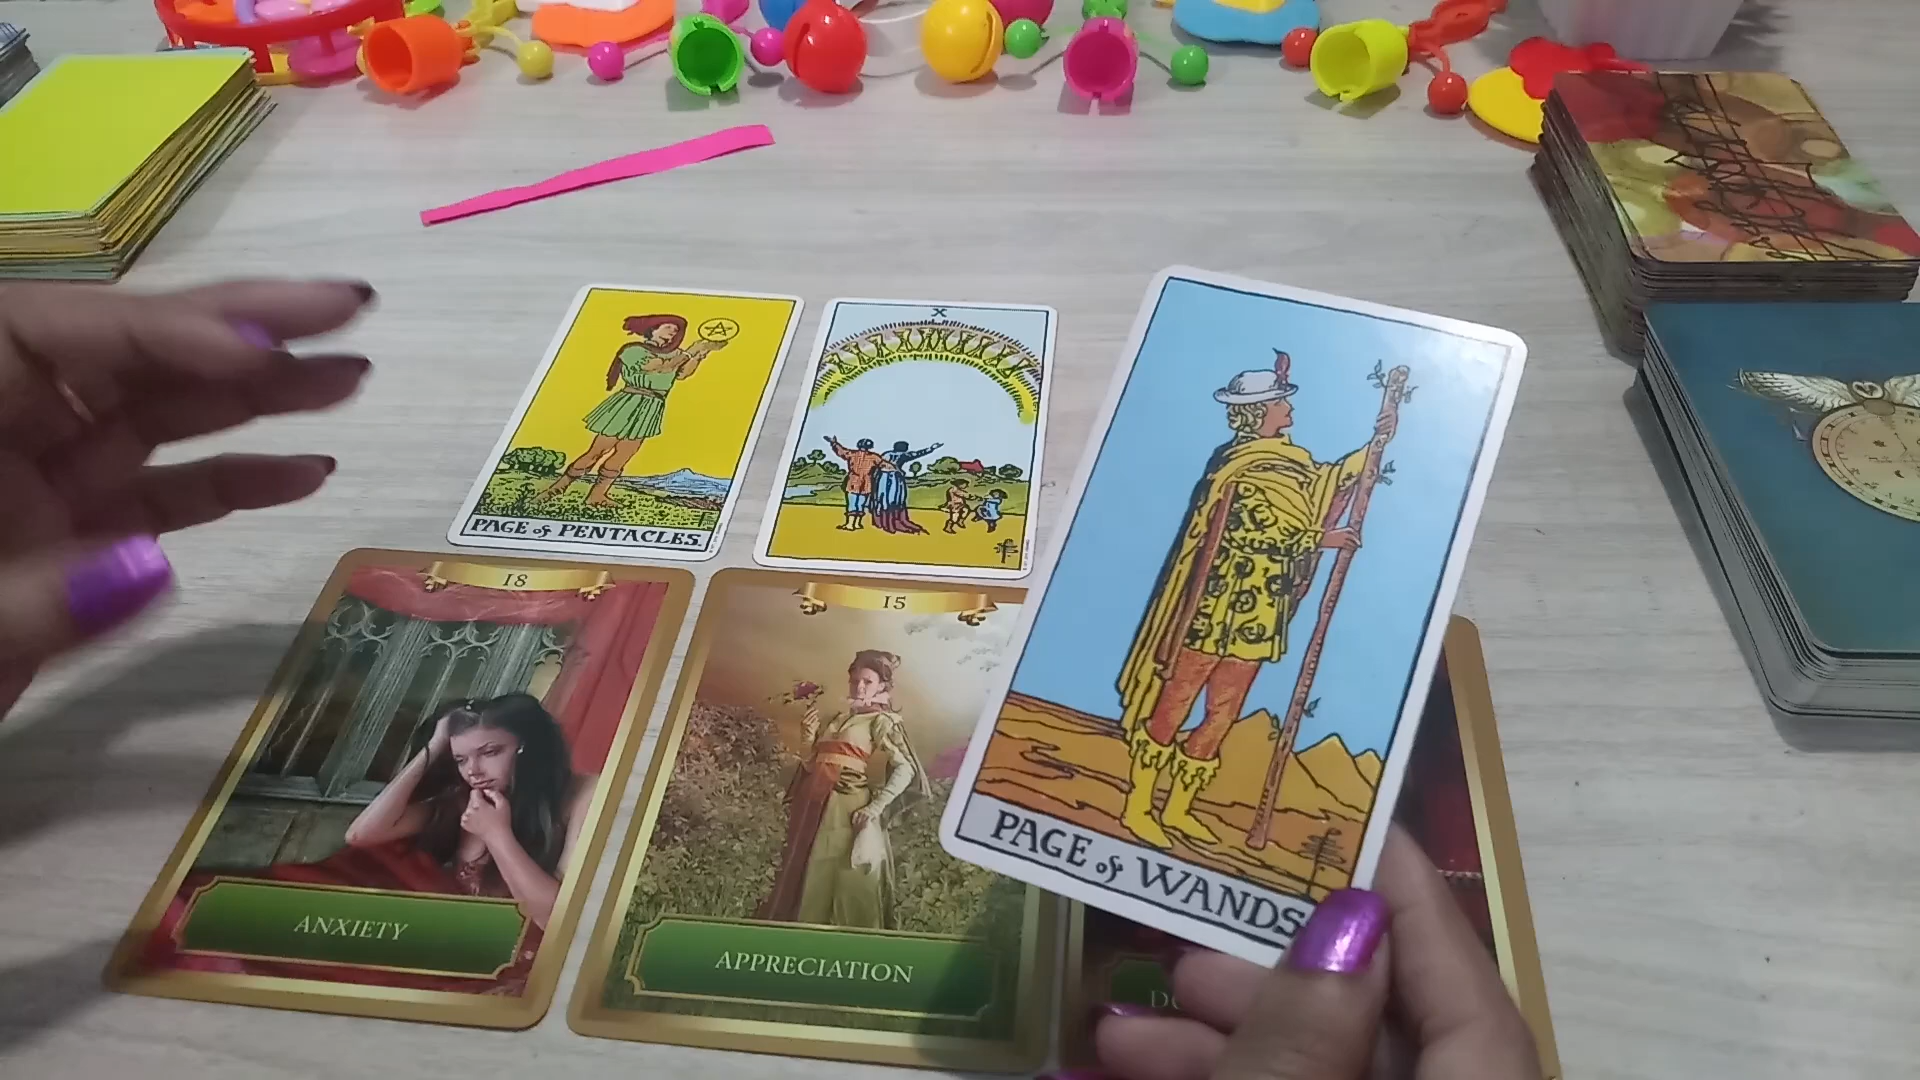 X
PAGE of PENTACLES.
PAGE of WANDS
18
15
ANXIETY
APPRECIATION